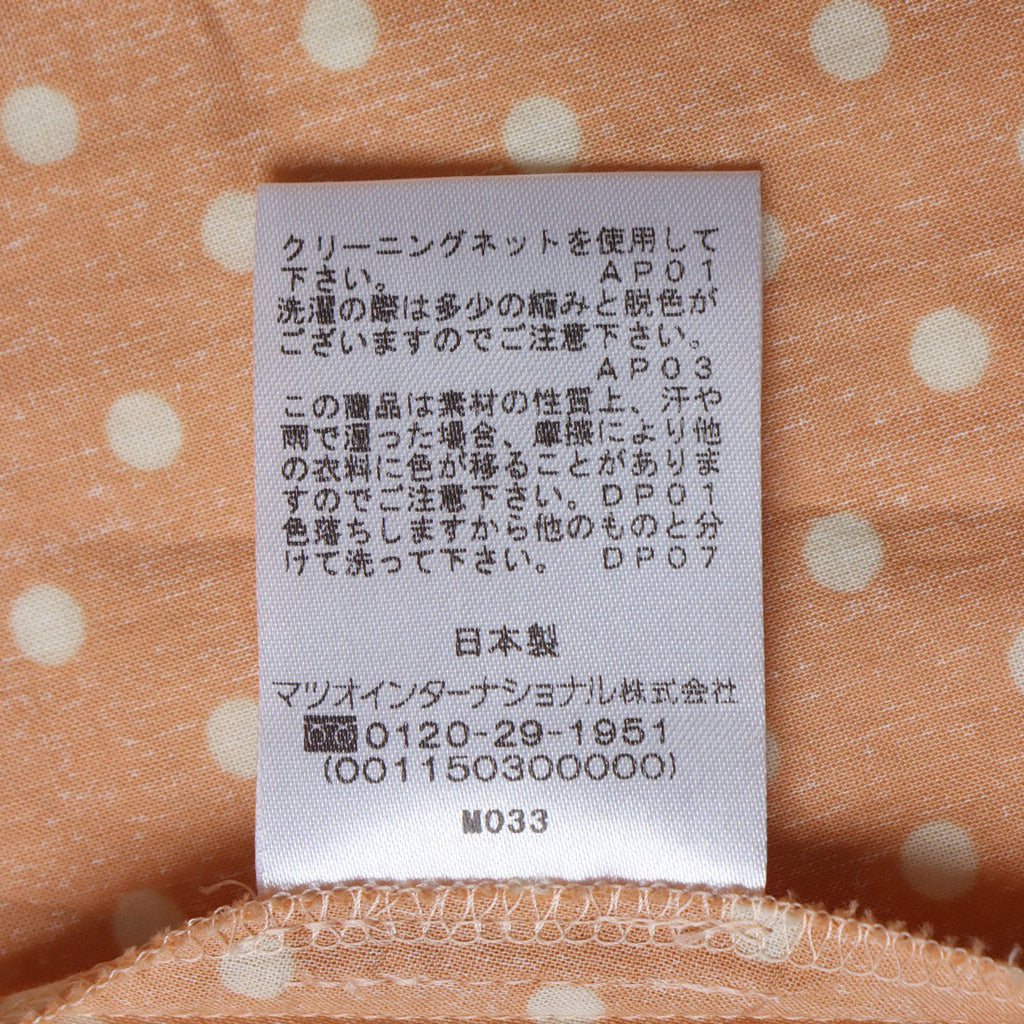 クリーニングネットを使用して
下さい。 AP01
洗濯の際は多少の縮みと脱色が
ございますのでご注意下さい。
AP03
この商品は素材の性質上、汗や
雨で湿った場合、摩擦により他
の衣料に色が移ることがありま
すのでご注意下さい。DP01
色落ちしますから他のものと分
けて洗って下さい。 DP07
日本製
マツオインターナショナル株式会社
0120-29-1951
(001150300000)
M033